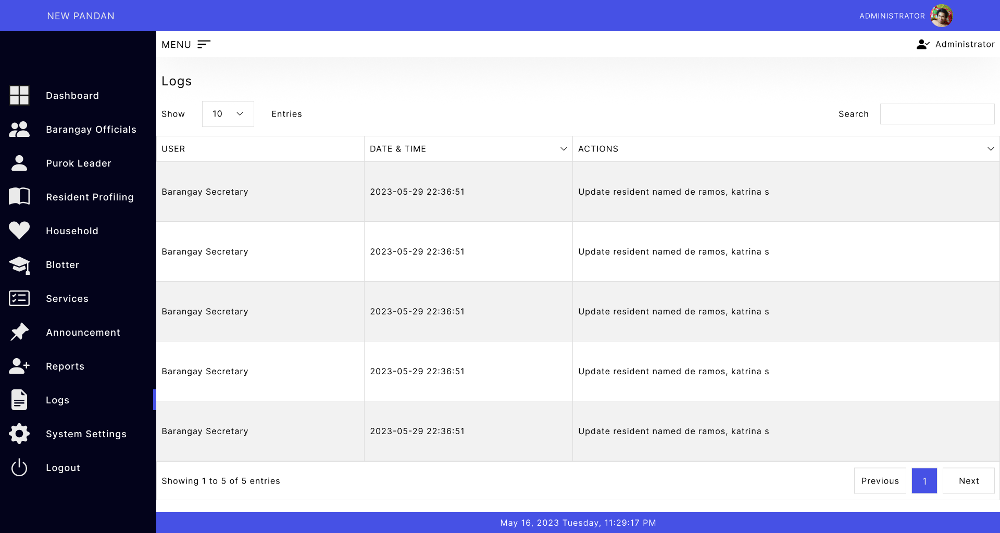 NEW PANDAN
ADMINISTRATOR
MENU
Administrator
Dashboard
Barangay Officials
Purok Leader
Resident Profiling
Household
Blotter
Services
Announcement
Reports
Logs
System Settings
Logout
Logs
Show 10 Entries
Search
USER DATE & TIME ACTIONS
Barangay Secretary 2023-05-29 22:36:51 Update resident named de ramos, katrina s
Barangay Secretary 2023-05-29 22:36:51 Update resident named de ramos, katrina s
Barangay Secretary 2023-05-29 22:36:51 Update resident named de ramos, katrina s
Barangay Secretary 2023-05-29 22:36:51 Update resident named de ramos, katrina s
Barangay Secretary 2023-05-29 22:36:51 Update resident named de ramos, katrina s
Showing 1 to 5 of 5 entries
Previous 1 Next
May 16, 2023 Tuesday, 11:29:17 PM